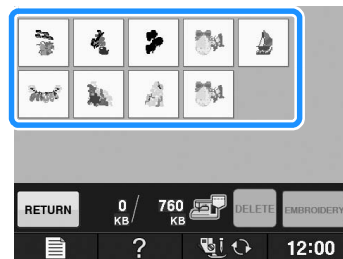 RETURN
0 KB / 760 KB
DELETE
EMBROIDERY
?
12:00